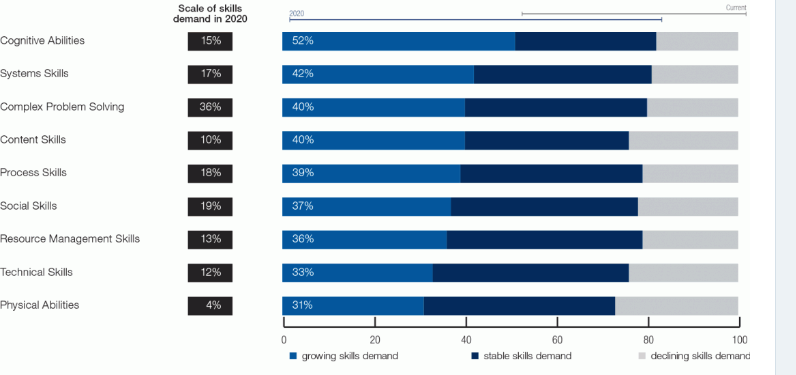 Scale of skills
demand in 2020
2020
Current
Cognitive Abilities 15% 52%
Systems Skills 17% 42%
Complex Problem Solving 36% 40%
Content Skills 10% 40%
Process Skills 18% 39%
Social Skills 19% 37%
Resource Management Skills 13% 36%
Technical Skills 12% 33%
Physical Abilities 4% 31%
0 20 40 60 80 100
growing skills demand stable skills demand declining skills demand